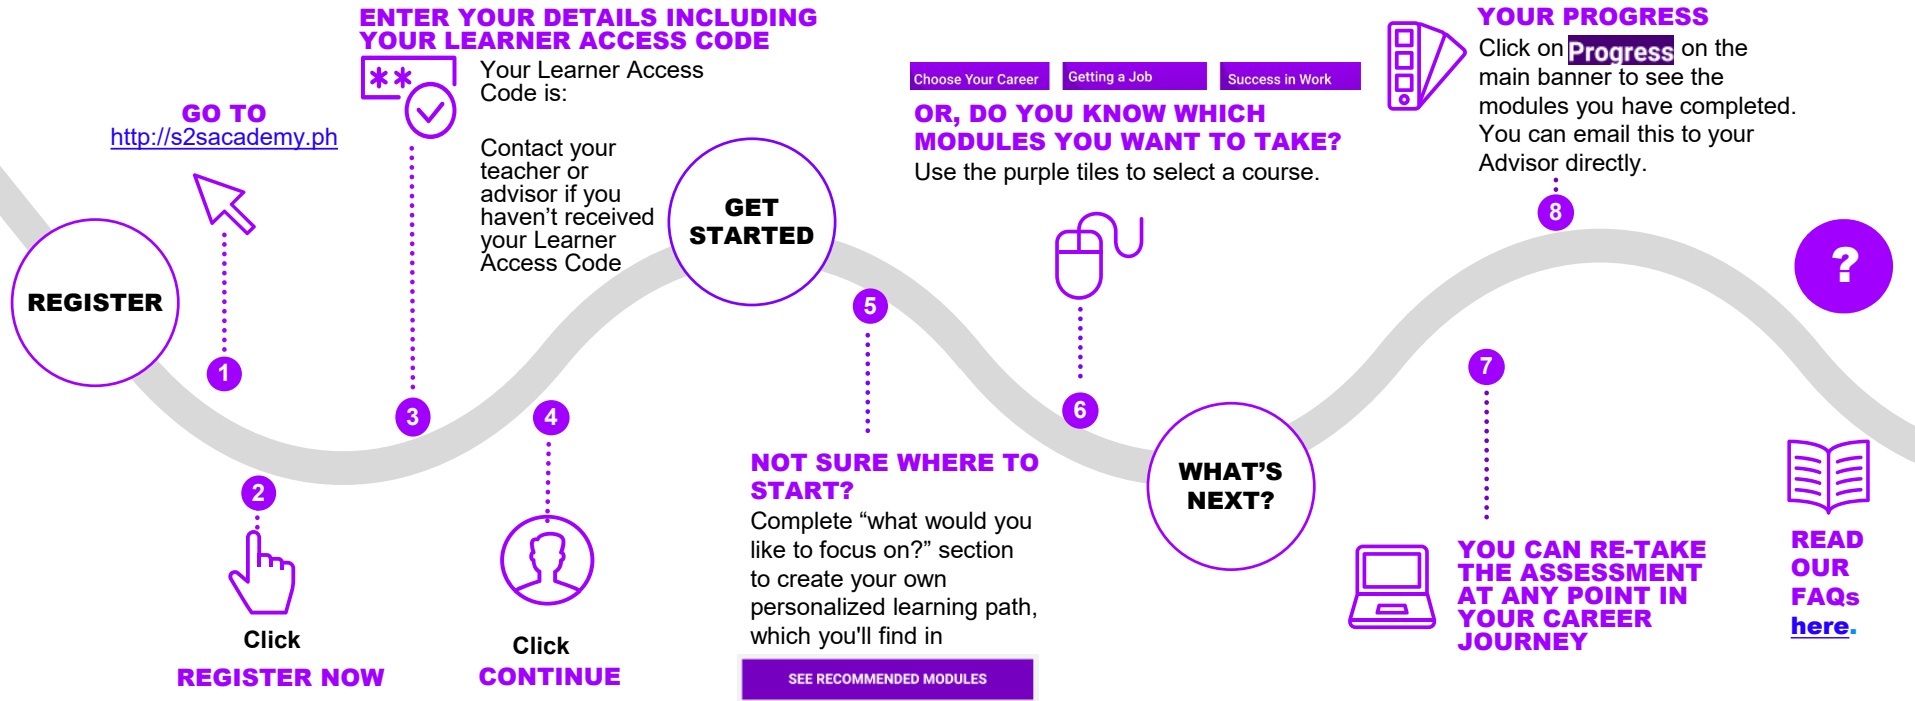 REGISTER
GO TO
http://s2sacademy.ph
1
2
Click
REGISTER NOW
ENTER YOUR DETAILS INCLUDING
YOUR LEARNER ACCESS CODE
**
Your Learner Access
Code is:
Contact your
teacher or
advisor if you
haven’t received
your Learner
Access Code
3
4
Click
CONTINUE
GET
STARTED
5
NOT SURE WHERE TO
START?
Complete “what would you
like to focus on?” section
to create your own
personalized learning path,
which you'll find in
SEE RECOMMENDED MODULES
Choose Your Career
Getting a Job
Success in Work
OR, DO YOU KNOW WHICH
MODULES YOU WANT TO TAKE?
Use the purple tiles to select a course.
6
WHAT’S
NEXT?
7
YOU CAN RE-TAKE
THE ASSESSMENT
AT ANY POINT IN
YOUR CAREER
JOURNEY
YOUR PROGRESS
Click on Progress on the
main banner to see the
modules you have completed.
You can email this to your
Advisor directly.
8
?
READ
OUR
FAQs
here.